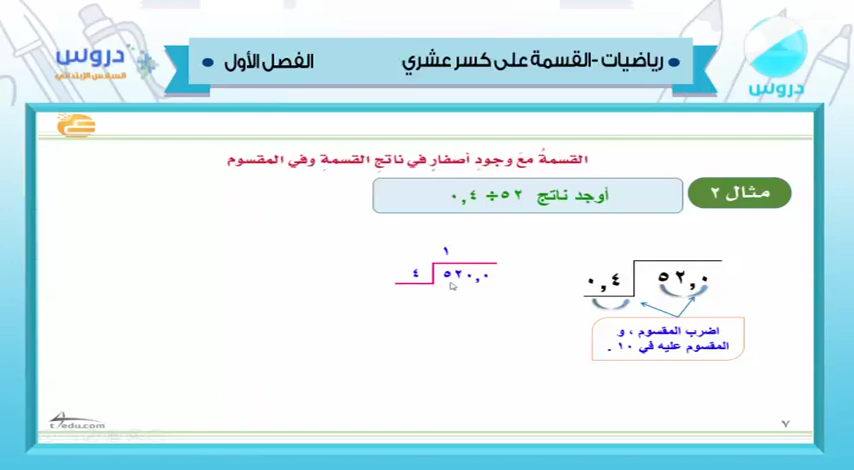 دروس
السادس الإبتدائي
رياضيات -القسمة على كسر عشري
الفصل الأول
دروس
القسمةُ معَ وجودِ أصفارٍ في ناتجِ القسمةِ وفي المقسوم
مثال ٢
أوجد ناتج ٥٢ ÷ ٠,٤
١
٤ ٥٢٠,٠
٠,٤ ٥٢,٠
اضرب المقسوم ، و
المقسوم عليه في ١٠ .
t4edu.com
٧